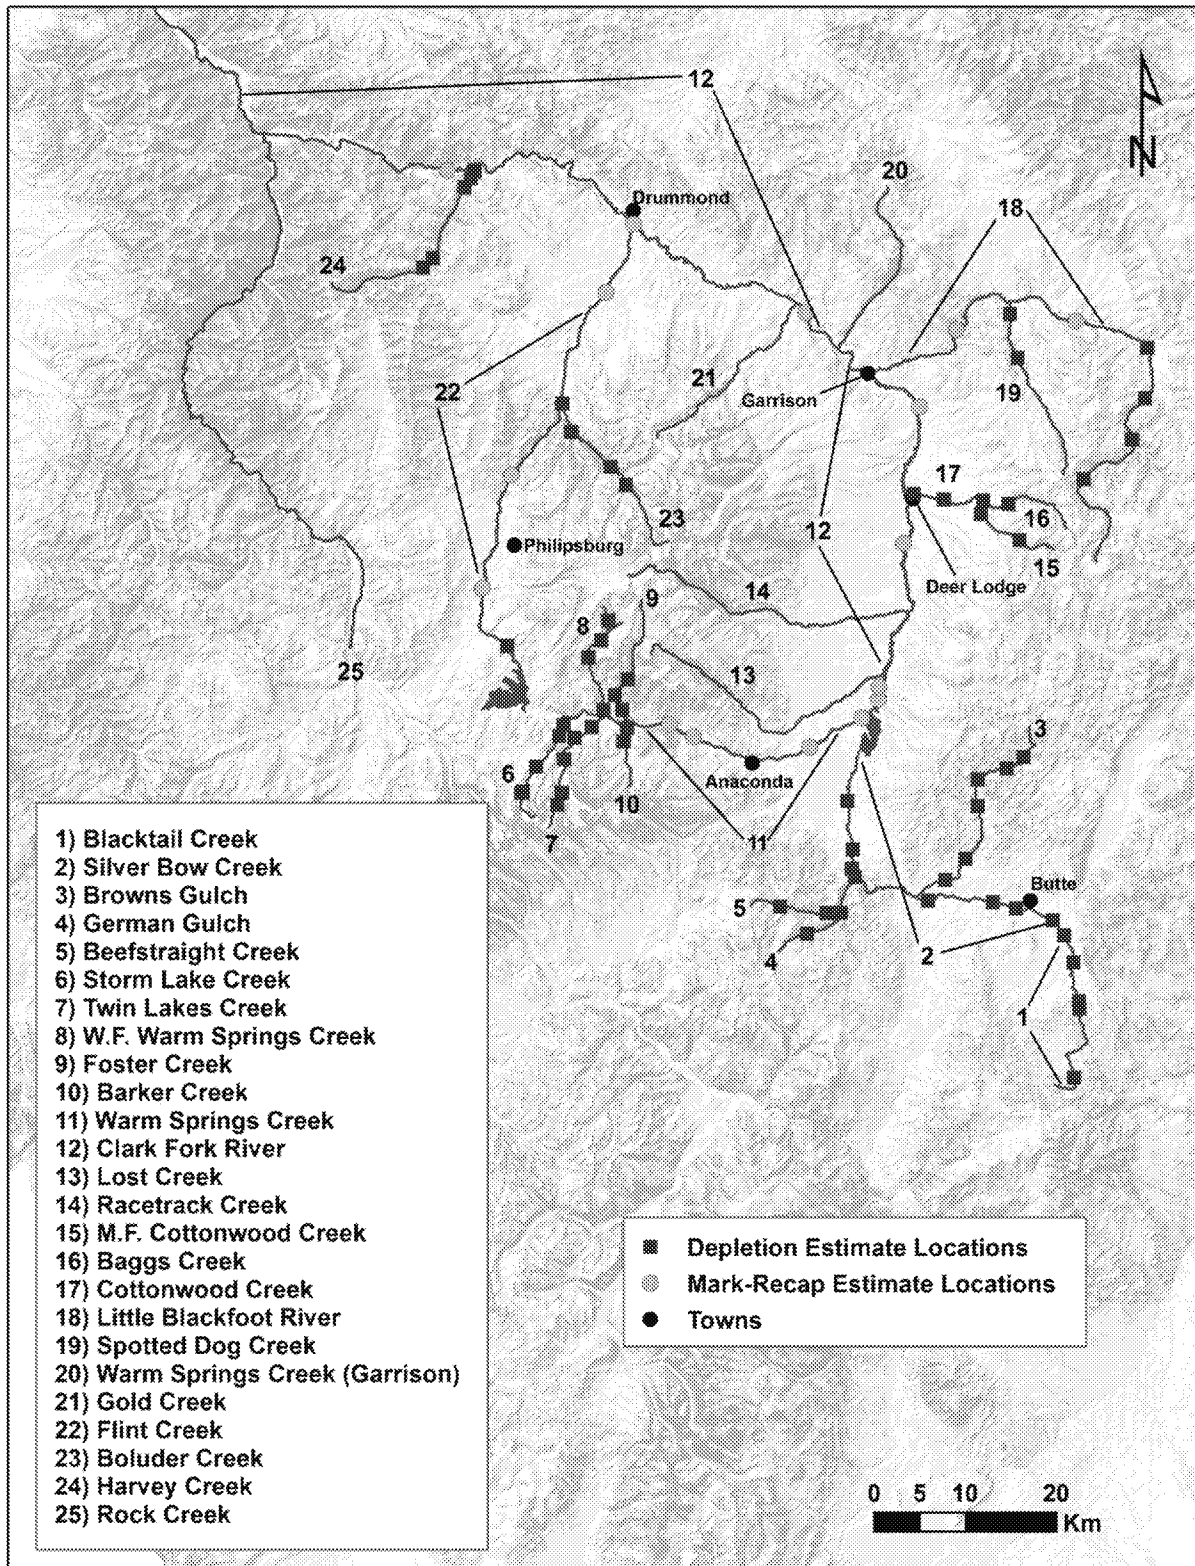 12
N
20
Drummond
18
24
21
22
Garrison
19
17
16
12
23
Philipsburg
15
Deer Lodge
9
14
8
25
13
3
6
Anaconda
10
7
11
Butte
5
2
4
1
1) Blacktail Creek
2) Silver Bow Creek
3) Browns Gulch
4) German Gulch
5) Beefstraight Creek
6) Storm Lake Creek
7) Twin Lakes Creek
8) W.F. Warm Springs Creek
9) Foster Creek
10) Barker Creek
11) Warm Springs Creek
12) Clark Fork River
13) Lost Creek
14) Racetrack Creek
15) M.F. Cottonwood Creek
16) Baggs Creek
17) Cottonwood Creek
18) Little Blackfoot River
19) Spotted Dog Creek
20) Warm Springs Creek (Garrison)
21) Gold Creek
22) Flint Creek
23) Boluder Creek
24) Harvey Creek
25) Rock Creek
Depletion Estimate Locations
Mark-Recap Estimate Locations
Towns
0 5 10 20
Km